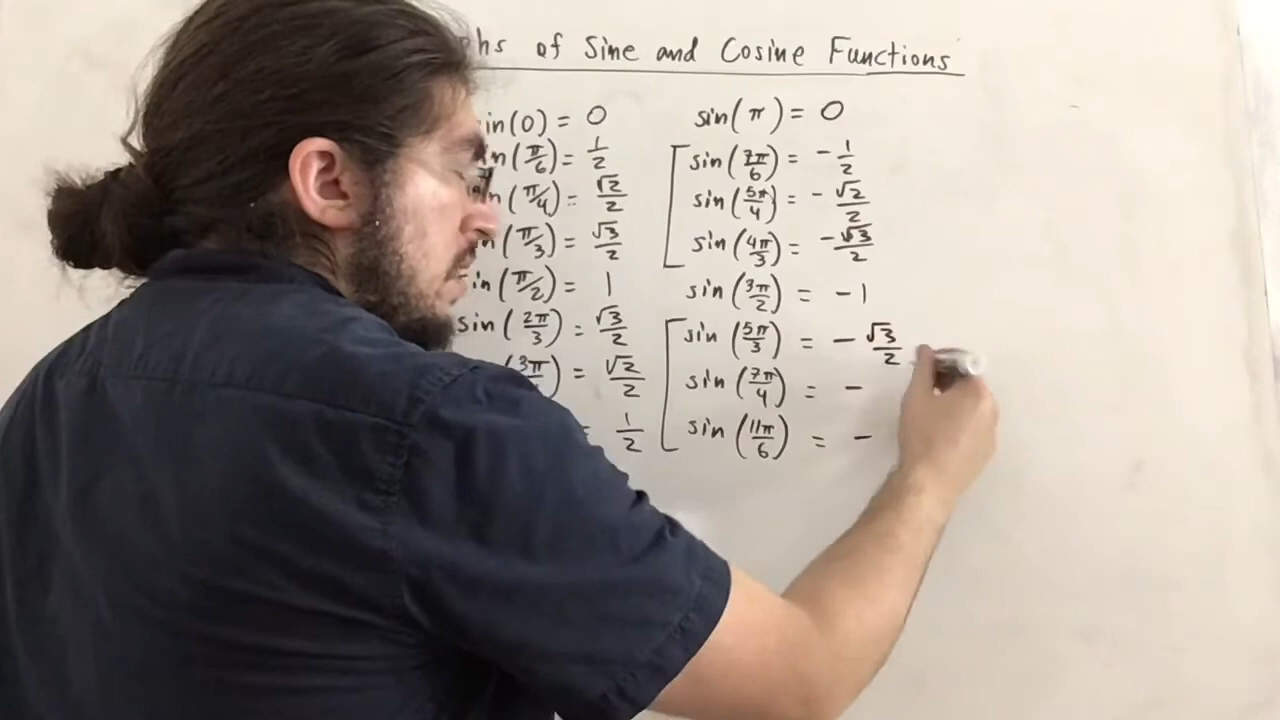 of Sine and Cosine Functions
in(0) = 0
(π/6) = 1/2
(π/4) = √2/2
(π/3) = √3/2
in(π/2) = 1
sin(2π/3) = √3/2
= √2/2
1/2
sin(π) = 0
sin(7π/6) = -1/2
sin(5π/4) = -√2/2
sin(4π/3) = -√3/2
sin(3π/2) = -1
sin(5π/3) = -√3/2
sin(7π/4) = -
sin(11π/6) = -